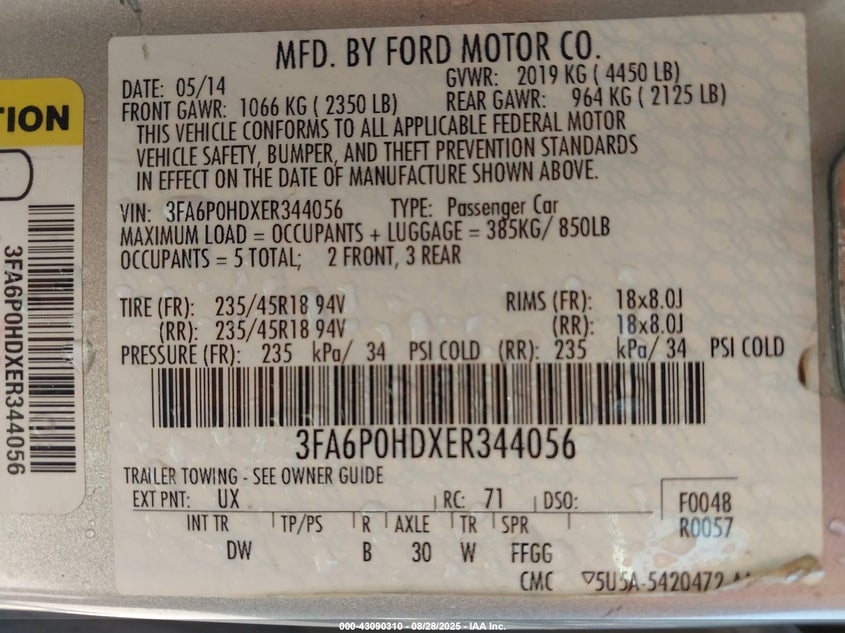 MFD. BY FORD MOTOR CO.
DATE: 05/14 GVWR: 2019 KG ( 4450 LB)
FRONT GAWR: 1066 KG ( 2350 LB) REAR GAWR: 964 KG ( 2125 LB)
THIS VEHICLE CONFORMS TO ALL APPLICABLE FEDERAL MOTOR
VEHICLE SAFETY, BUMPER, AND THEFT PREVENTION STANDARDS
IN EFFECT ON THE DATE OF MANUFACTURE SHOWN ABOVE.
VIN: 3FA6P0HDXER344056 TYPE: Passenger Car
MAXIMUM LOAD = OCCUPANTS + LUGGAGE = 385KG/ 850LB
OCCUPANTS = 5 TOTAL; 2 FRONT, 3 REAR
TIRE (FR): 235/45R18 94V RIMS (FR): 18x8.0J
(RR): 235/45R18 94V (RR): 18x8.0J
PRESSURE (FR): 235 kPa/ 34 PSI COLD (RR): 235 kPa/ 34 PSI COLD
3FA6P0HDXER344056
TRAILER TOWING - SEE OWNER GUIDE
EXT PNT: UX RC: 71 DSO: F0048
R0057
INT TR TP/PS R AXLE TR SPR
DW B 30 W FFGG
CMC ▽5U5A-5420472
TION
3FA6P0HDXER344056
000-43090310 - 08/28/2025 - IAA Inc.